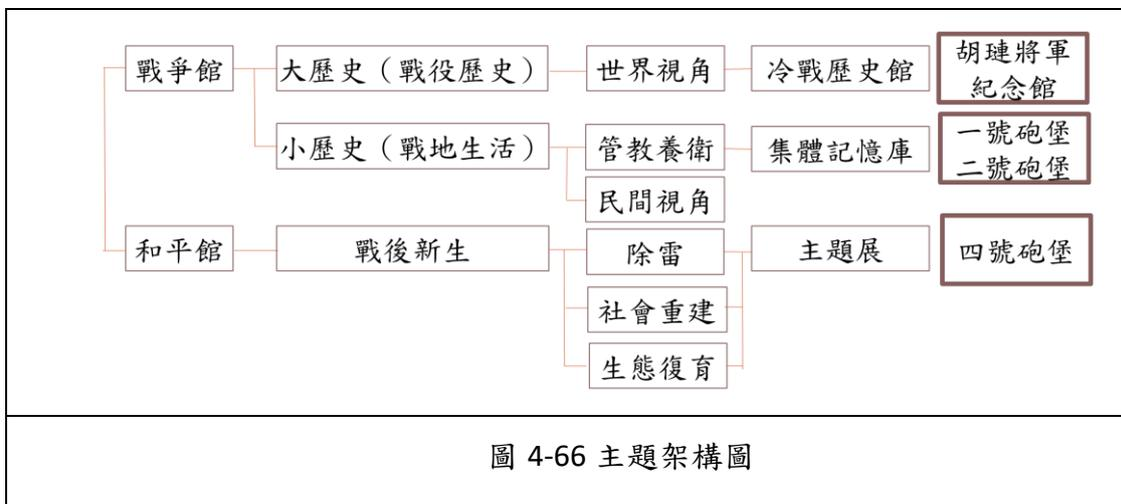 戰爭館
大歷史（戰役歷史）
世界視角
冷戰歷史館
胡璉將軍
紀念館
小歷史（戰地生活）
管教養衛
集體記憶庫
一號砲堡
二號砲堡
民間視角
和平館
戰後新生
除雷
主題展
四號砲堡
社會重建
生態復育
圖 4-66 主題架構圖